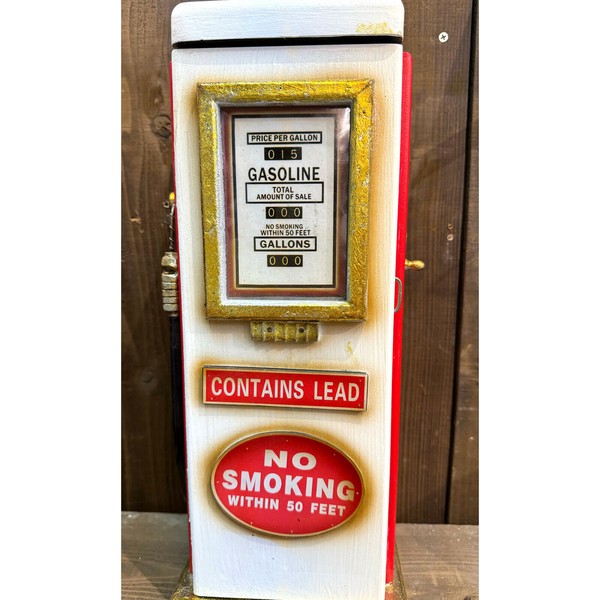 PRICE PER GALLON
015
GASOLINE
TOTAL
AMOUNT OF SALE
000
NO SMOKING
WITHIN 50 FEET
GALLONS
000
CONTAINS LEAD
NO
SMOKING
WITHIN 50 FEET